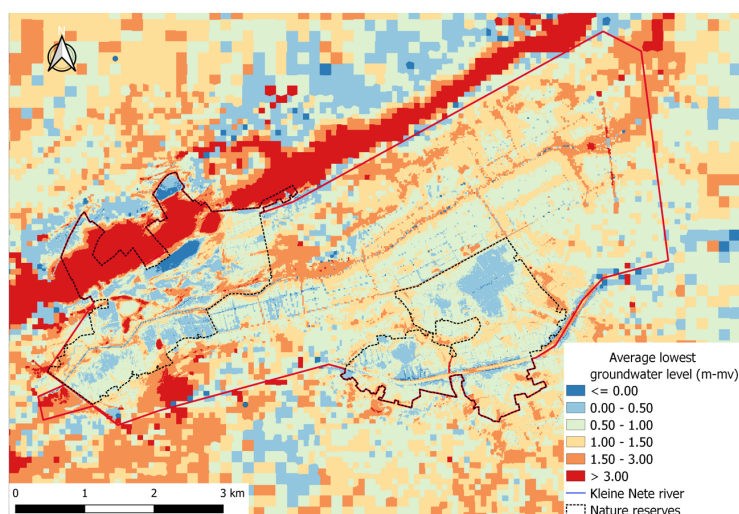 N
Average lowest
groundwater level (m-mv)
<= 0.00
0.00 - 0.50
0.50 - 1.00
1.00 - 1.50
1.50 - 3.00
> 3.00
Kleine Nete river
Nature reserves
0 1 2 3 km